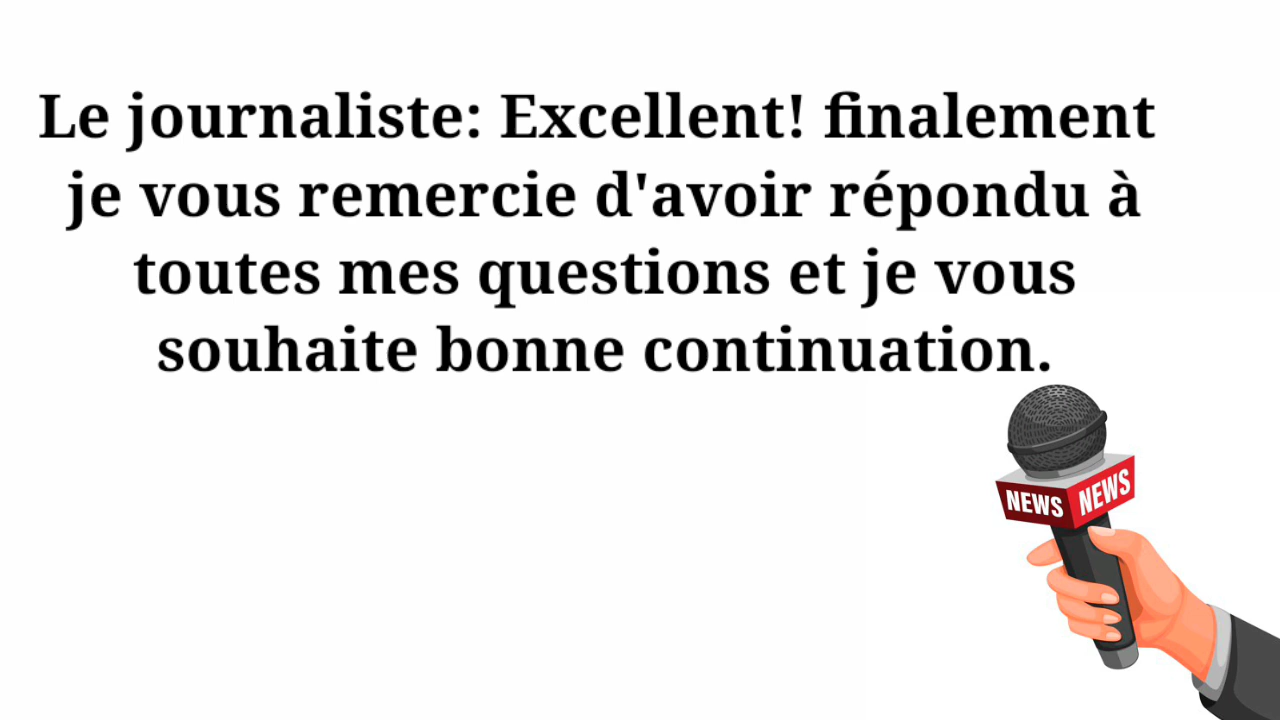 Le journaliste: Excellent! finalement
je vous remercie d'avoir répondu à
toutes mes questions et je vous
souhaite bonne continuation.
NEWS NEWS